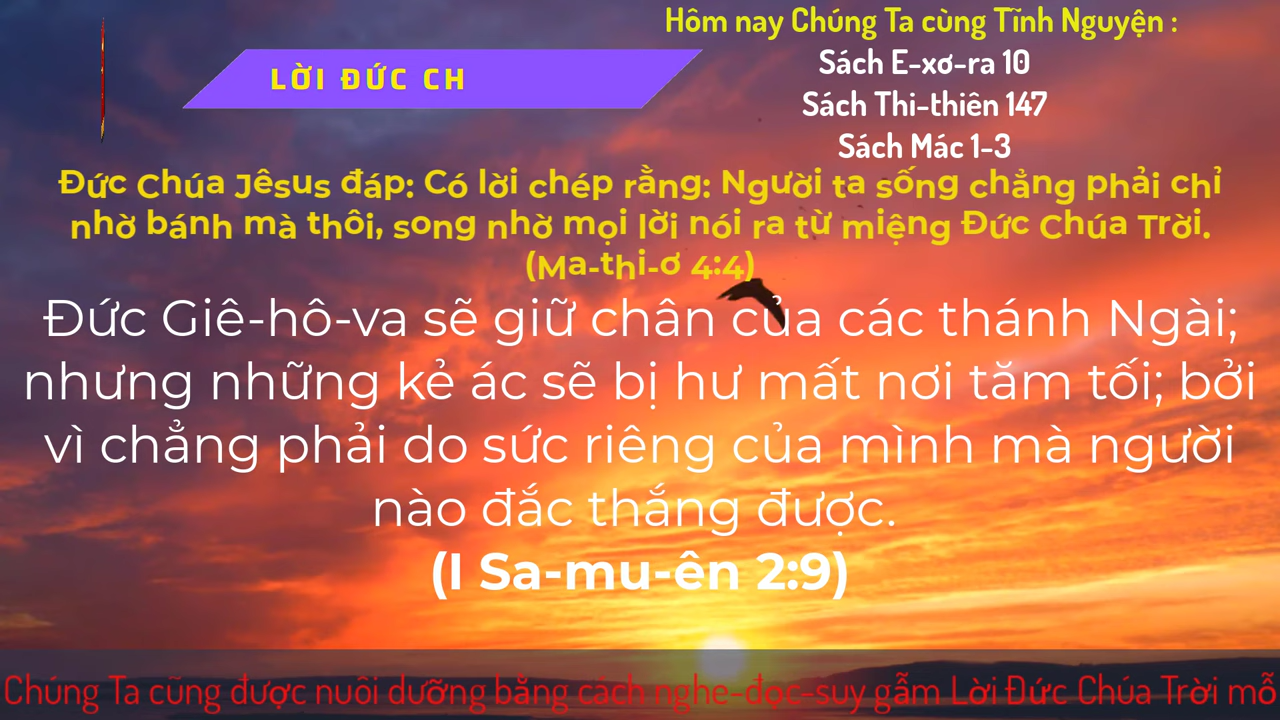 Hôm nay Chúng Ta cùng Tĩnh Nguyện :
Sách E-xơ-ra 10
Sách Thi-thiên 147
Sách Mác 1-3
LỜI ĐỨC CH
Đức Chúa Jêsus đáp: Có lời chép rằng: Người ta sống chẳng phải chỉ
nhờ bánh mà thôi, song nhờ mọi lời nói ra từ miệng Đức Chúa Trời.
(Ma-thi-ơ 4:4)
Đức Giê-hô-va sẽ giữ chân của các thánh Ngài;
nhưng những kẻ ác sẽ bị hư mất nơi tăm tối; bởi
vì chẳng phải do sức riêng của mình mà người
nào đắc thắng được.
(I Sa-mu-ên 2:9)
Chúng Ta cũng được nuôi dưỡng bằng cách nghe-đọc-suy gẫm Lời Đức Chúa Trời mỗ